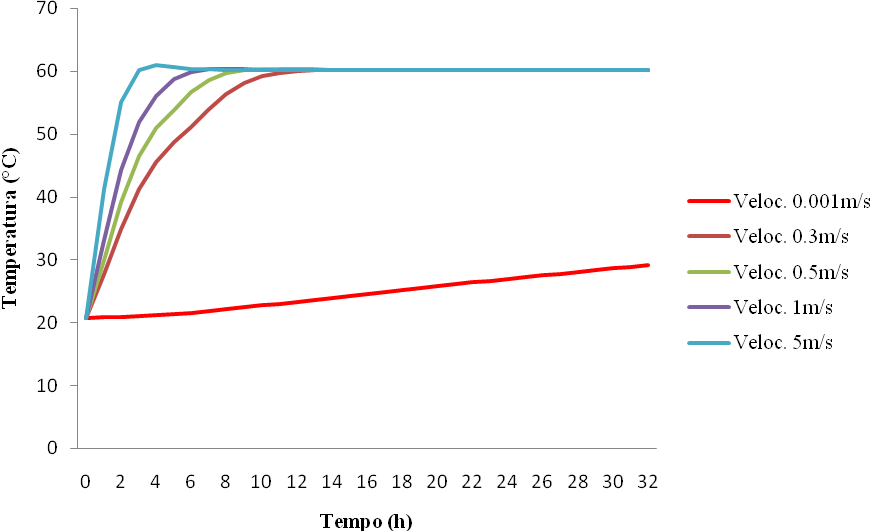 70
60
50
40
30
20
10
0
Temperatura (°C)
0 2 4 6 8 10 12 14 16 18 20 22 24 26 28 30 32
Tempo (h)
Veloc. 0.001m/s
Veloc. 0.3m/s
Veloc. 0.5m/s
Veloc. 1m/s
Veloc. 5m/s